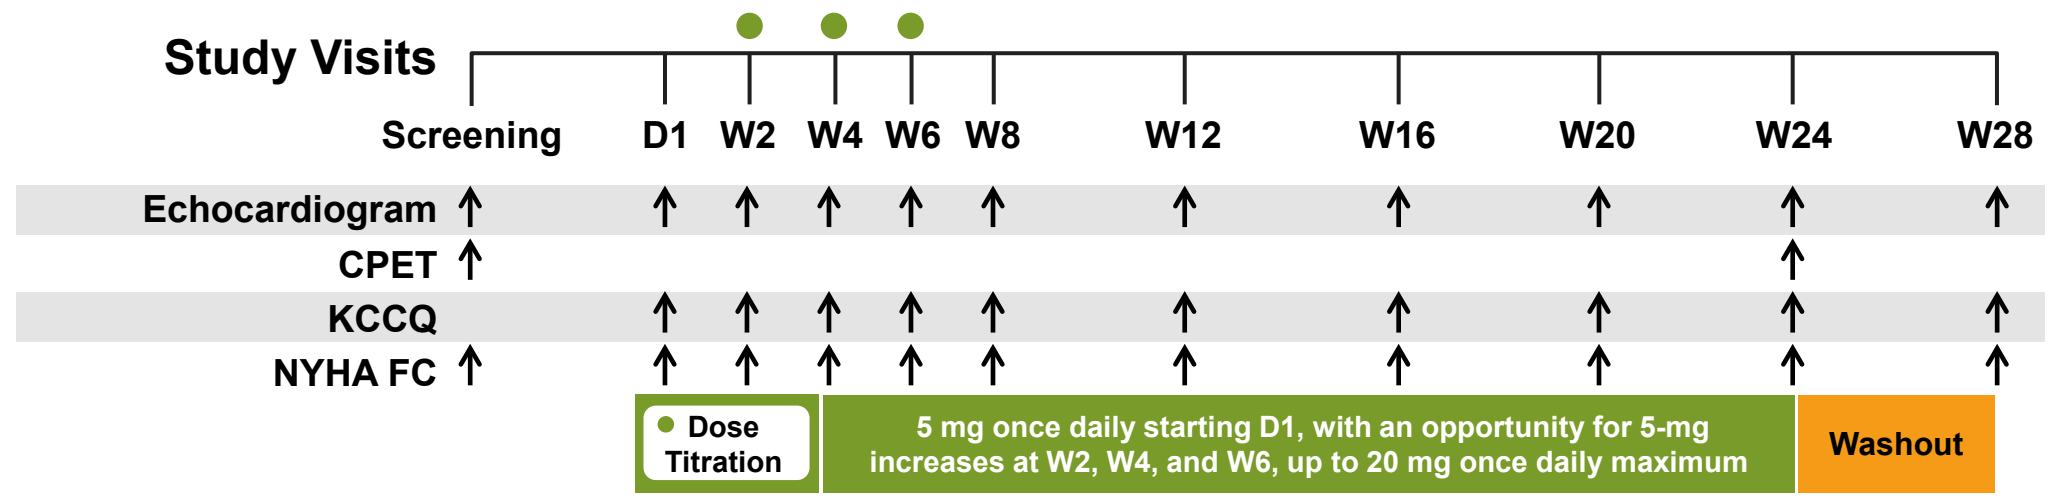 Study Visits
Screening D1 W2 W4 W6 W8 W12 W16 W20 W24 W28
Echocardiogram
CPET
KCCQ
NYHA FC
Dose
Titration
5 mg once daily starting D1, with an opportunity for 5-mg
increases at W2, W4, and W6, up to 20 mg once daily maximum
Washout